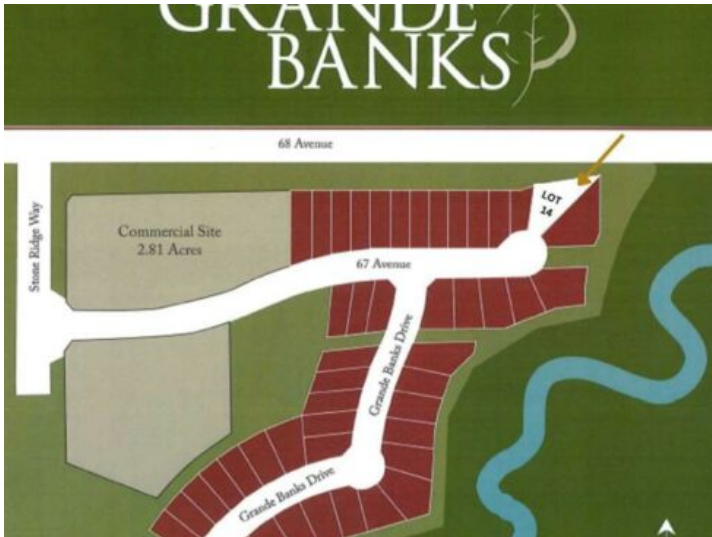 GRANDE
BANKS
68 Avenue
LOT
14
Commercial Site
2.81 Acres
Stone Ridge Way
67 Avenue
Grande Banks Drive
Grande Banks Drive